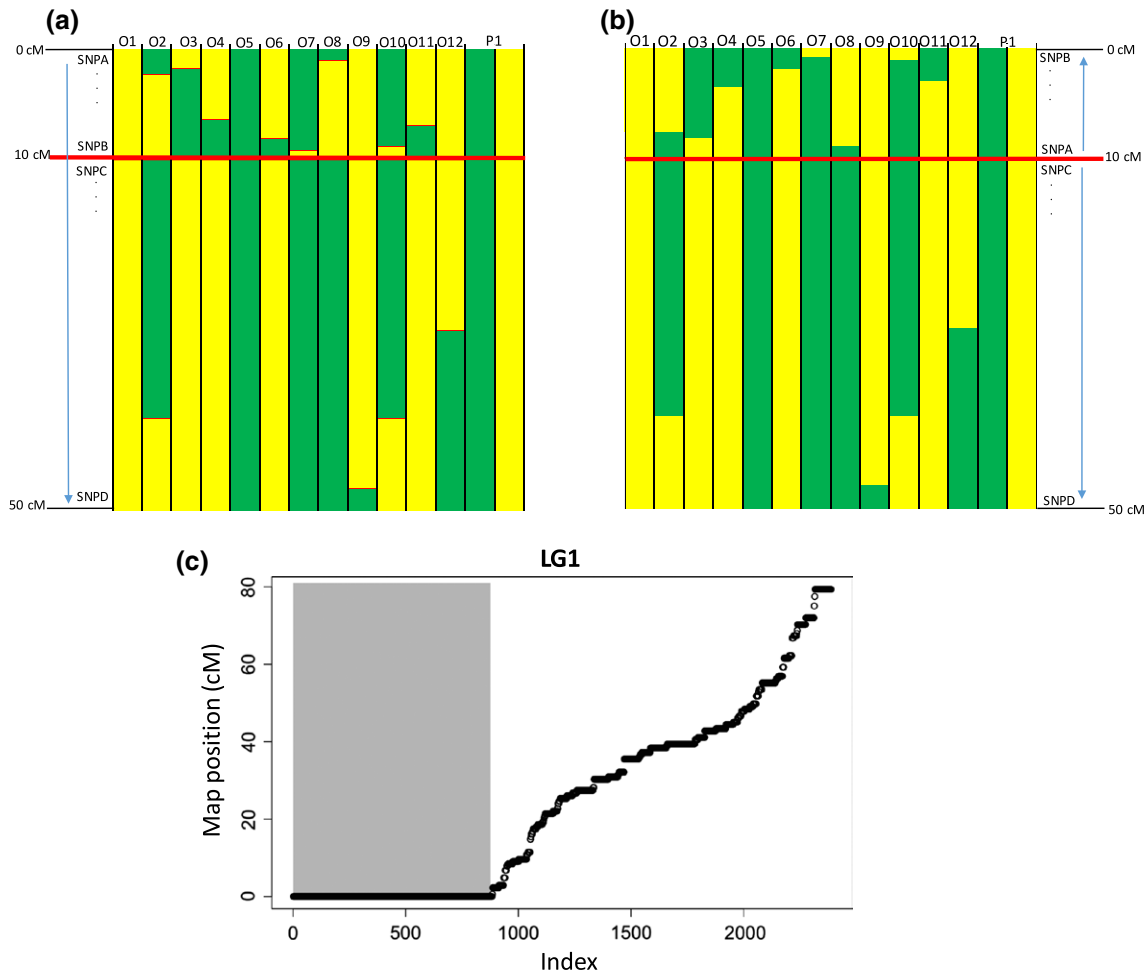 (a)
O1 O2 O3 O4 O5 O6 O7 O8 O9 O10 O11 O12 P1
0 cM
SNPA
SNPB
10 cM
SNPC
SNPD
50 cM
(b)
O1 O2 O3 O4 O5 O6 O7 O8 O9 O10 O11 O12 P1
0 cM
SNPB
SNPA
10 cM
SNPC
SNPD
50 cM
(c)
LG1
Map position (cM)
80
60
40
20
0
0 500 1000 1500 2000
Index